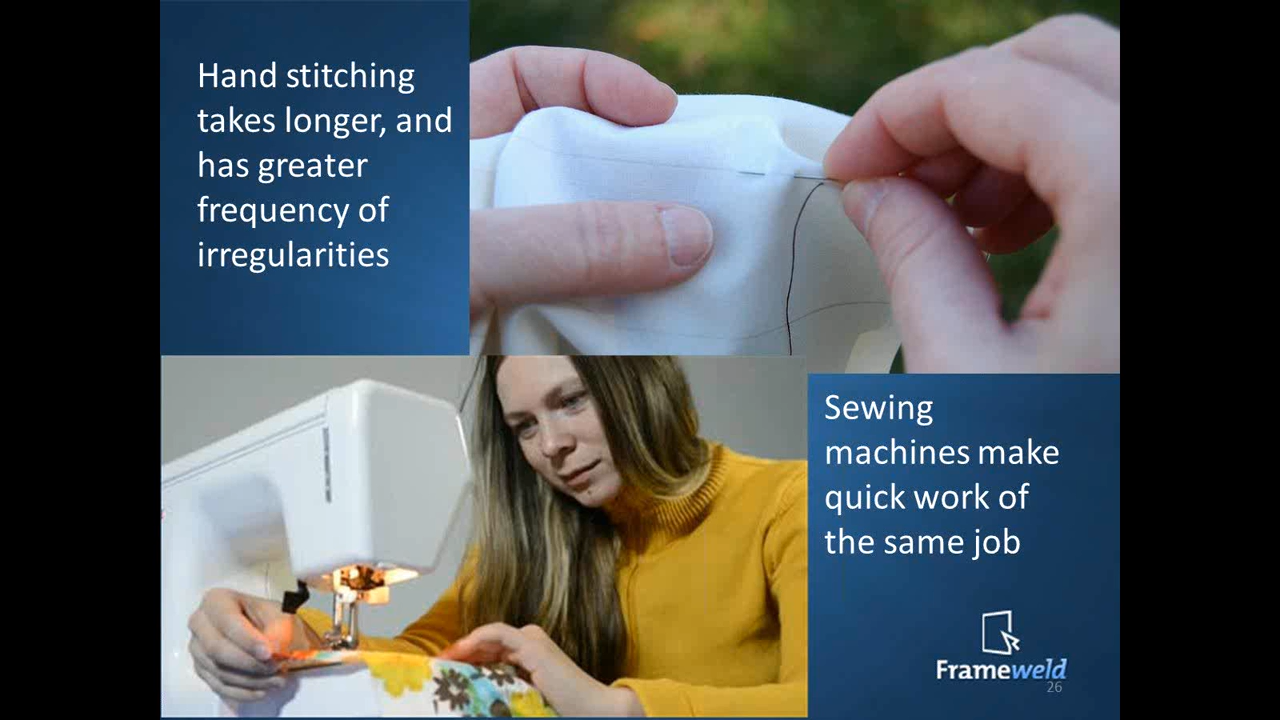 Hand stitching
takes longer, and
has greater
frequency of
irregularities
Sewing
machines make
quick work of
the same job
Frameweld
26